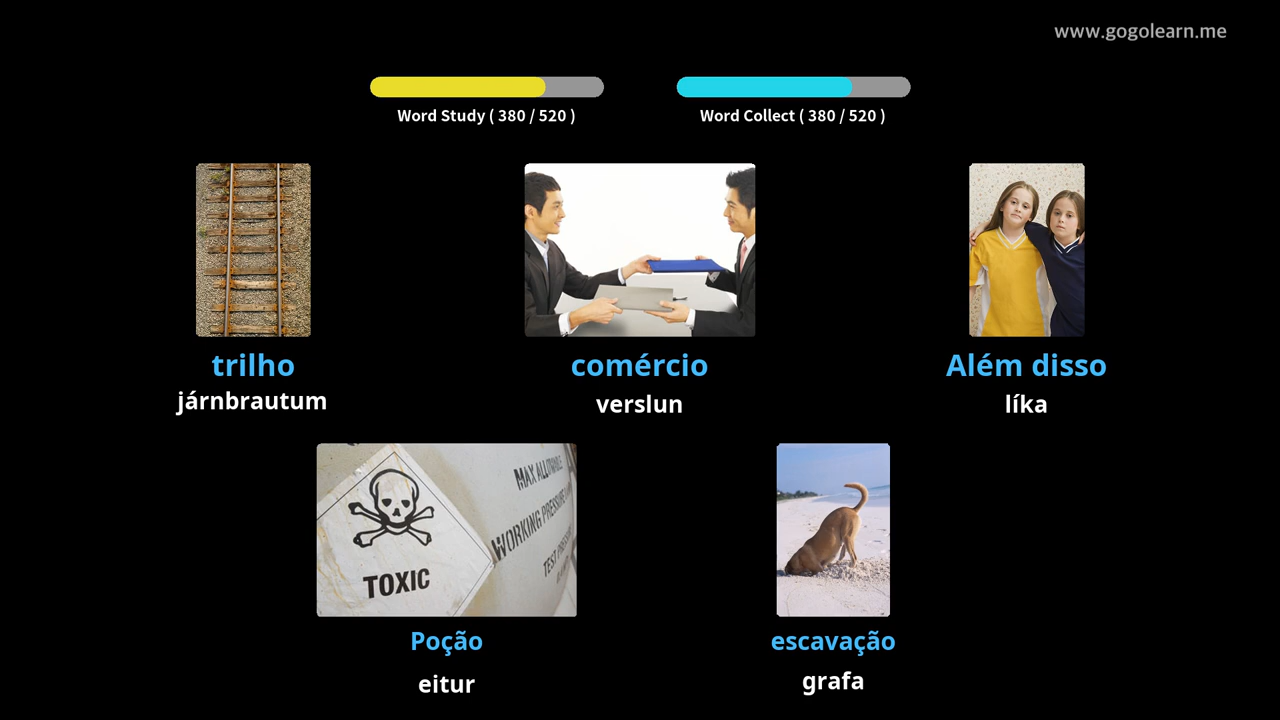 www.gogolearn.me
Word Study ( 380 / 520 )
Word Collect ( 380 / 520 )
trilho
járnbrautum
comércio
verslun
Além disso
líka
TOXIC
MAX ALLOWABLE
WORKING PRESSURE
TEST
Poção
eitur
escavação
grafa